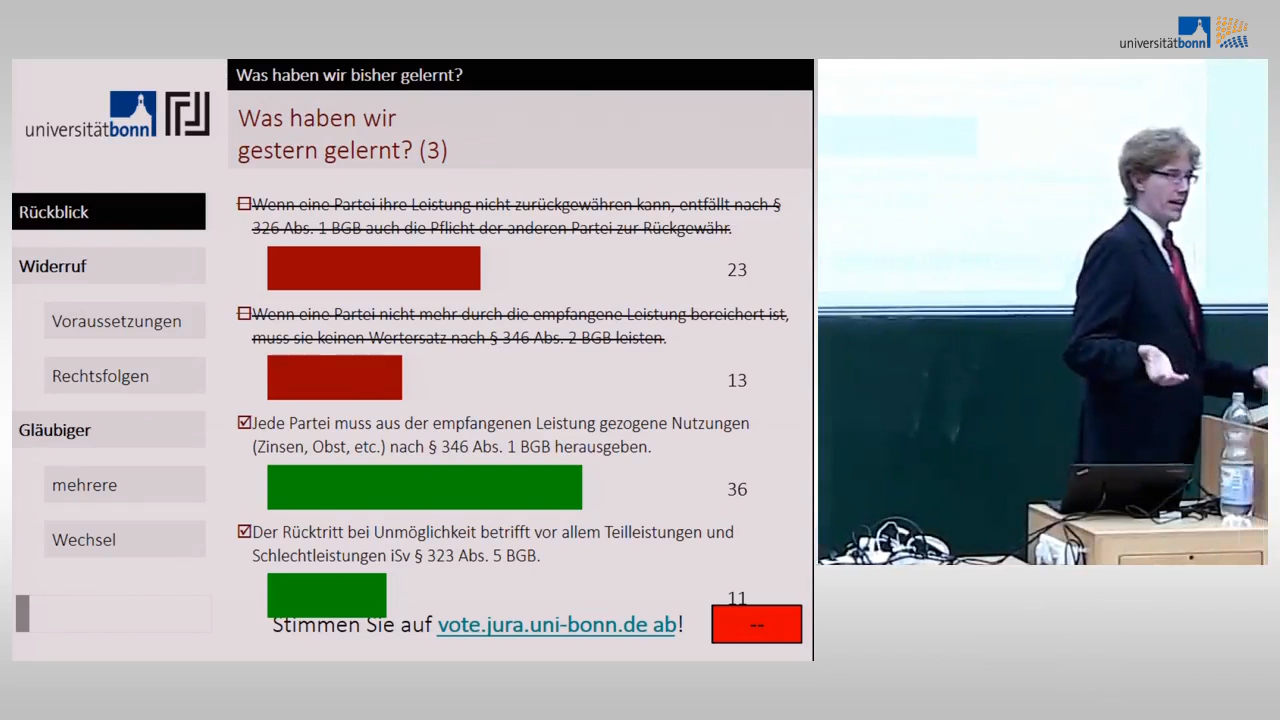 universitätbonn
Was haben wir bisher gelernt?
universitätbonn
Was haben wir
gestern gelernt? (3)
Rückblick
Widerruf
Voraussetzungen
Rechtsfolgen
Gläubiger
mehrere
Wechsel
Wenn eine Partei ihre Leistung nicht zurückgewähren kann, entfällt nach §
326 Abs. 1 BGB auch die Pflicht der anderen Partei zur Rückgewähr.
23
Wenn eine Partei nicht mehr durch die empfangene Leistung bereichert ist,
muss sie keinen Wertersatz nach § 346 Abs. 2 BGB leisten.
13
Jede Partei muss aus der empfangenen Leistung gezogene Nutzungen
(Zinsen, Obst, etc.) nach § 346 Abs. 1 BGB herausgeben.
36
Der Rücktritt bei Unmöglichkeit betrifft vor allem Teilleistungen und
Schlechtleistungen iSv § 323 Abs. 5 BGB.
11
Stimmen Sie auf vote.jura.uni-bonn.de ab!
--